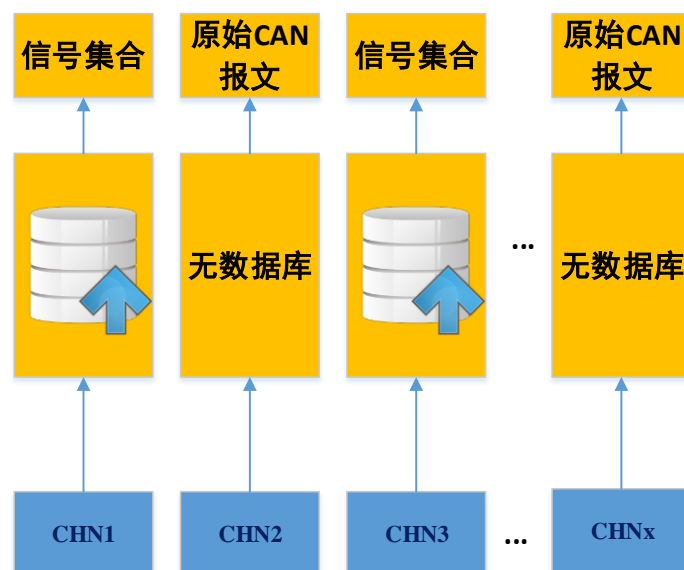 信号集合
原始CAN
报文
信号集合
原始CAN
报文
无数据库
...
无数据库
CHN1
CHN2
CHN3
...
CHNx